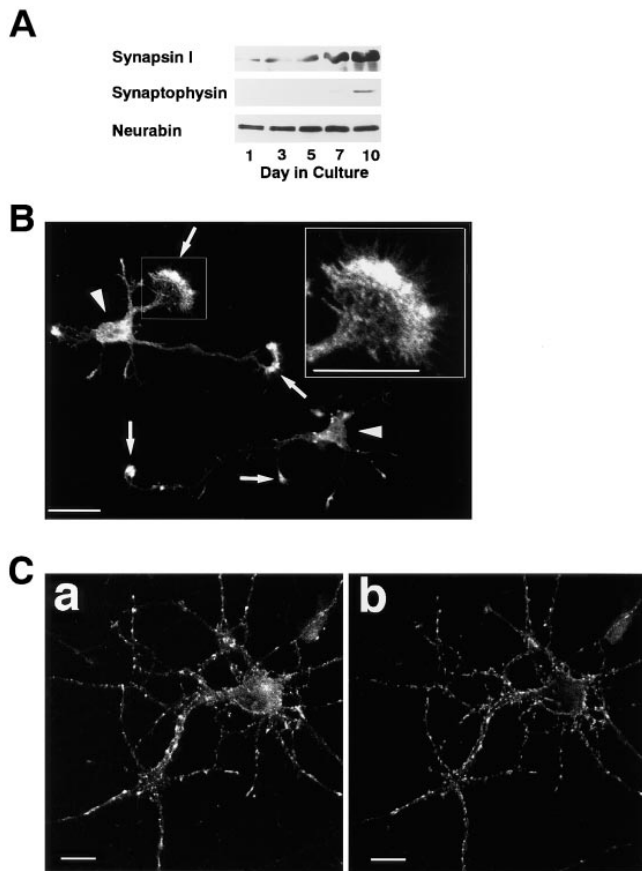 A
Synapsin I
Synaptophysin
Neurabin
1 3 5 7 10
Day in Culture
B
C
a b